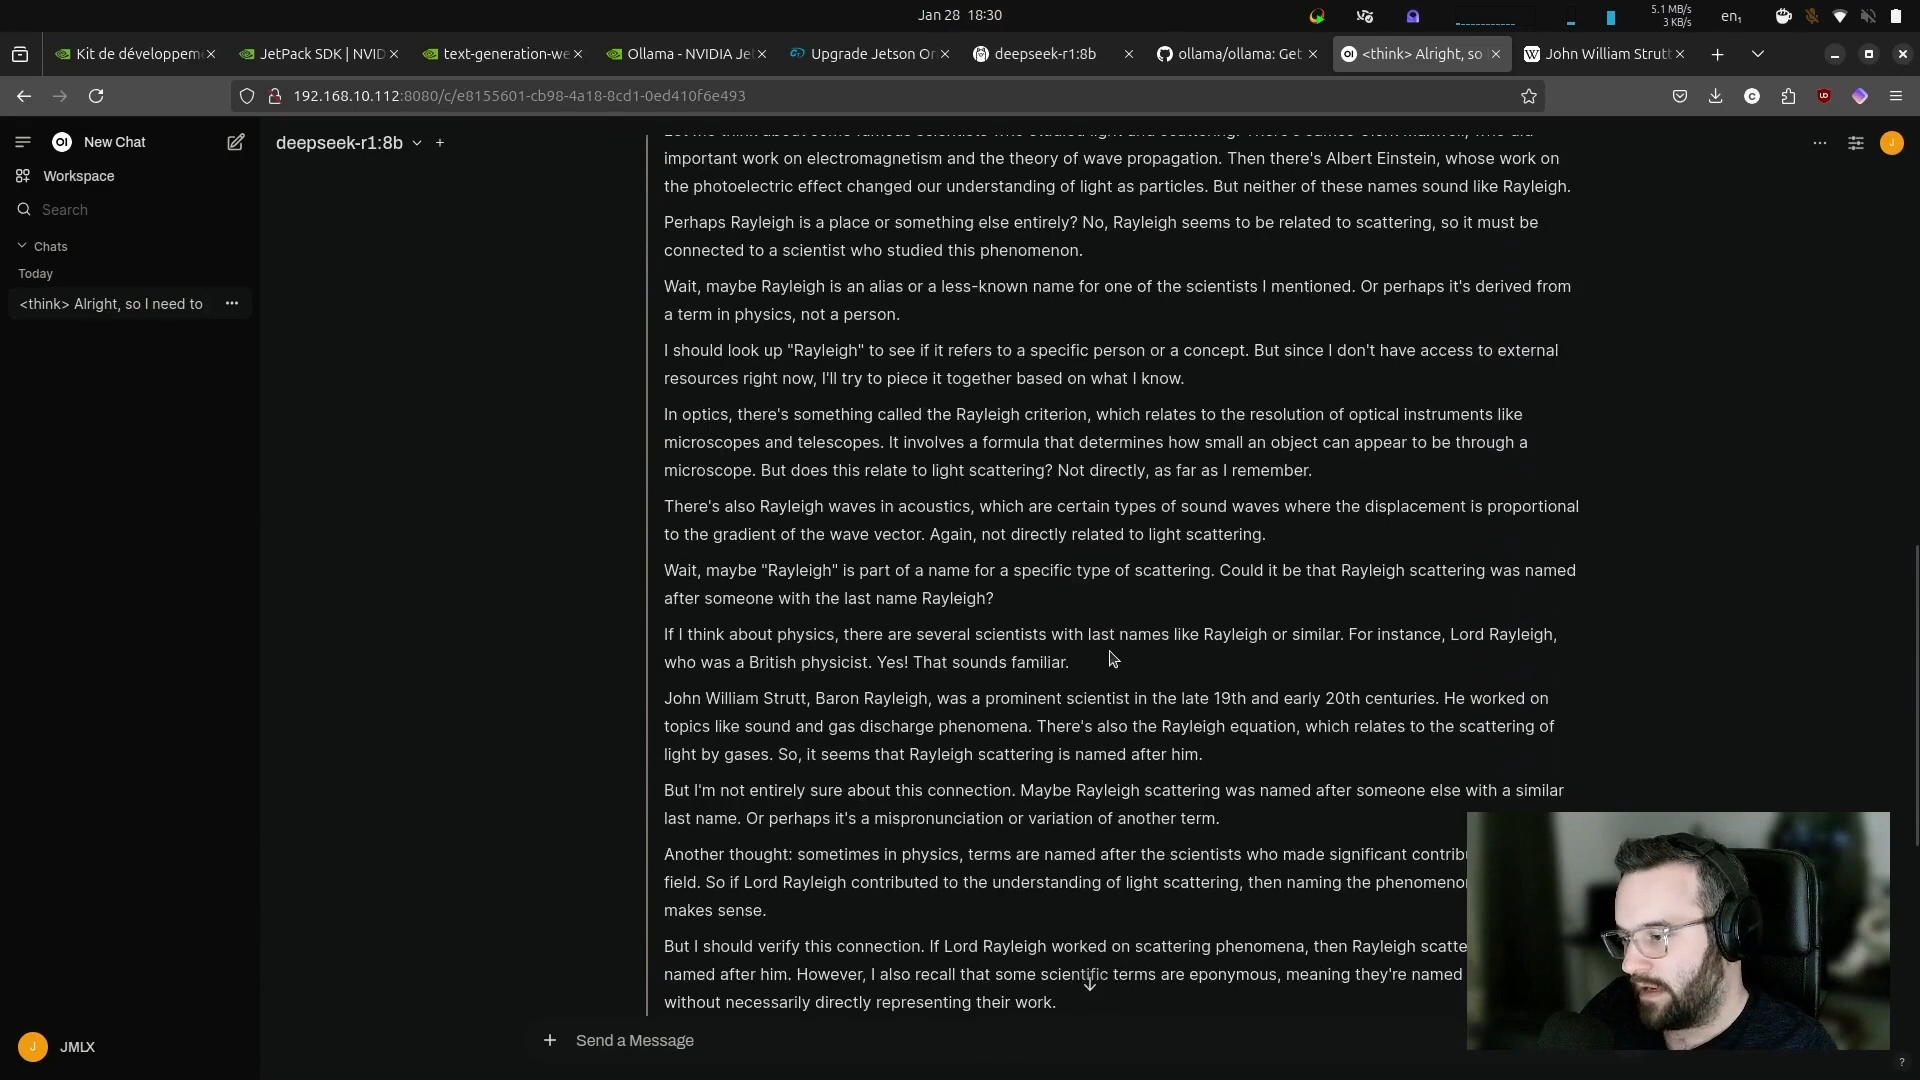 Jan 28 18:30
5.1 MB/s
3 KB/s
en₁
Kit de développem
JetPack SDK | NVID
text-generation-we
Ollama - NVIDIA Je
Upgrade Jetson Or
deepseek-r1:8b
ollama/ollama: Get
<think> Alright, so
John William Strutt
192.168.10.112:8080/c/e8155601-cb98-4a18-8cd1-0ed410f6e493
OI New Chat
deepseek-r1:8b
J
Workspace
Search
Chats
Today
<think> Alright, so I need to
important work on electromagnetism and the theory of wave propagation. Then there's Albert Einstein, whose work on
the photoelectric effect changed our understanding of light as particles. But neither of these names sound like Rayleigh.
Perhaps Rayleigh is a place or something else entirely? No, Rayleigh seems to be related to scattering, so it must be
connected to a scientist who studied this phenomenon.
Wait, maybe Rayleigh is an alias or a less-known name for one of the scientists I mentioned. Or perhaps it's derived from
a term in physics, not a person.
I should look up "Rayleigh" to see if it refers to a specific person or a concept. But since I don't have access to external
resources right now, I'll try to piece it together based on what I know.
In optics, there's something called the Rayleigh criterion, which relates to the resolution of optical instruments like
microscopes and telescopes. It involves a formula that determines how small an object can appear to be through a
microscope. But does this relate to light scattering? Not directly, as far as I remember.
There's also Rayleigh waves in acoustics, which are certain types of sound waves where the displacement is proportional
to the gradient of the wave vector. Again, not directly related to light scattering.
Wait, maybe "Rayleigh" is part of a name for a specific type of scattering. Could it be that Rayleigh scattering was named
after someone with the last name Rayleigh?
If I think about physics, there are several scientists with last names like Rayleigh or similar. For instance, Lord Rayleigh,
who was a British physicist. Yes! That sounds familiar.
John William Strutt, Baron Rayleigh, was a prominent scientist in the late 19th and early 20th centuries. He worked on
topics like sound and gas discharge phenomena. There's also the Rayleigh equation, which relates to the scattering of
light by gases. So, it seems that Rayleigh scattering is named after him.
But I'm not entirely sure about this connection. Maybe Rayleigh scattering was named after someone else with a similar
last name. Or perhaps it's a mispronunciation or variation of another term.
Another thought: sometimes in physics, terms are named after the scientists who made significant contrib
field. So if Lord Rayleigh contributed to the understanding of light scattering, then naming the phenomenon
makes sense.
But I should verify this connection. If Lord Rayleigh worked on scattering phenomena, then Rayleigh scatte
named after him. However, I also recall that some scientific terms are eponymous, meaning they're named
without necessarily directly representing their work.
Send a Message
J JMLX
?